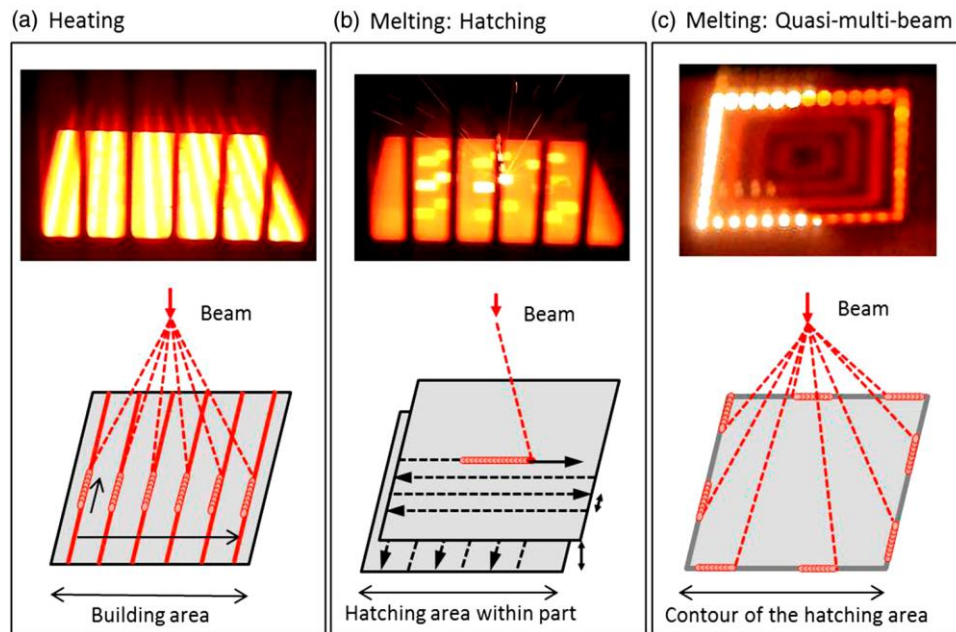 (a) Heating
(b) Melting: Hatching
(c) Melting: Quasi-multi-beam
Beam
Beam
Beam
Building area
Hatching area within part
Contour of the hatching area